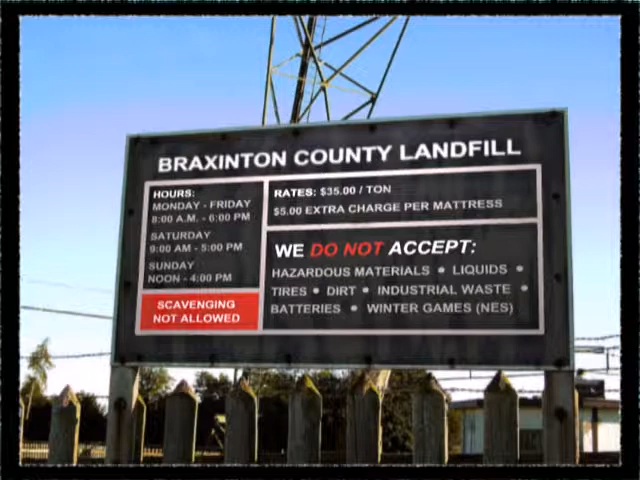 BRAXINTON COUNTY LANDFILL
HOURS:
MONDAY - FRIDAY
8:00 A.M. - 6:00 PM
SATURDAY
9:00 AM - 5:00 PM
SUNDAY
NOON - 4:00 PM
SCAVENGING
NOT ALLOWED
RATES: $35.00 / TON
$5.00 EXTRA CHARGE PER MATTRESS
WE DO NOT ACCEPT:
HAZARDOUS MATERIALS • LIQUIDS •
TIRES • DIRT • INDUSTRIAL WASTE •
BATTERIES • WINTER GAMES (NES)